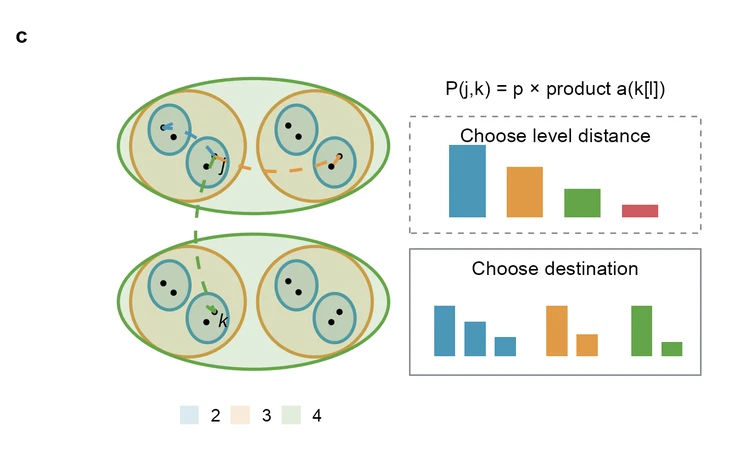 c
P(j,k) = p × product a(k[l])
Choose level distance
j
Choose destination
k
2 3 4